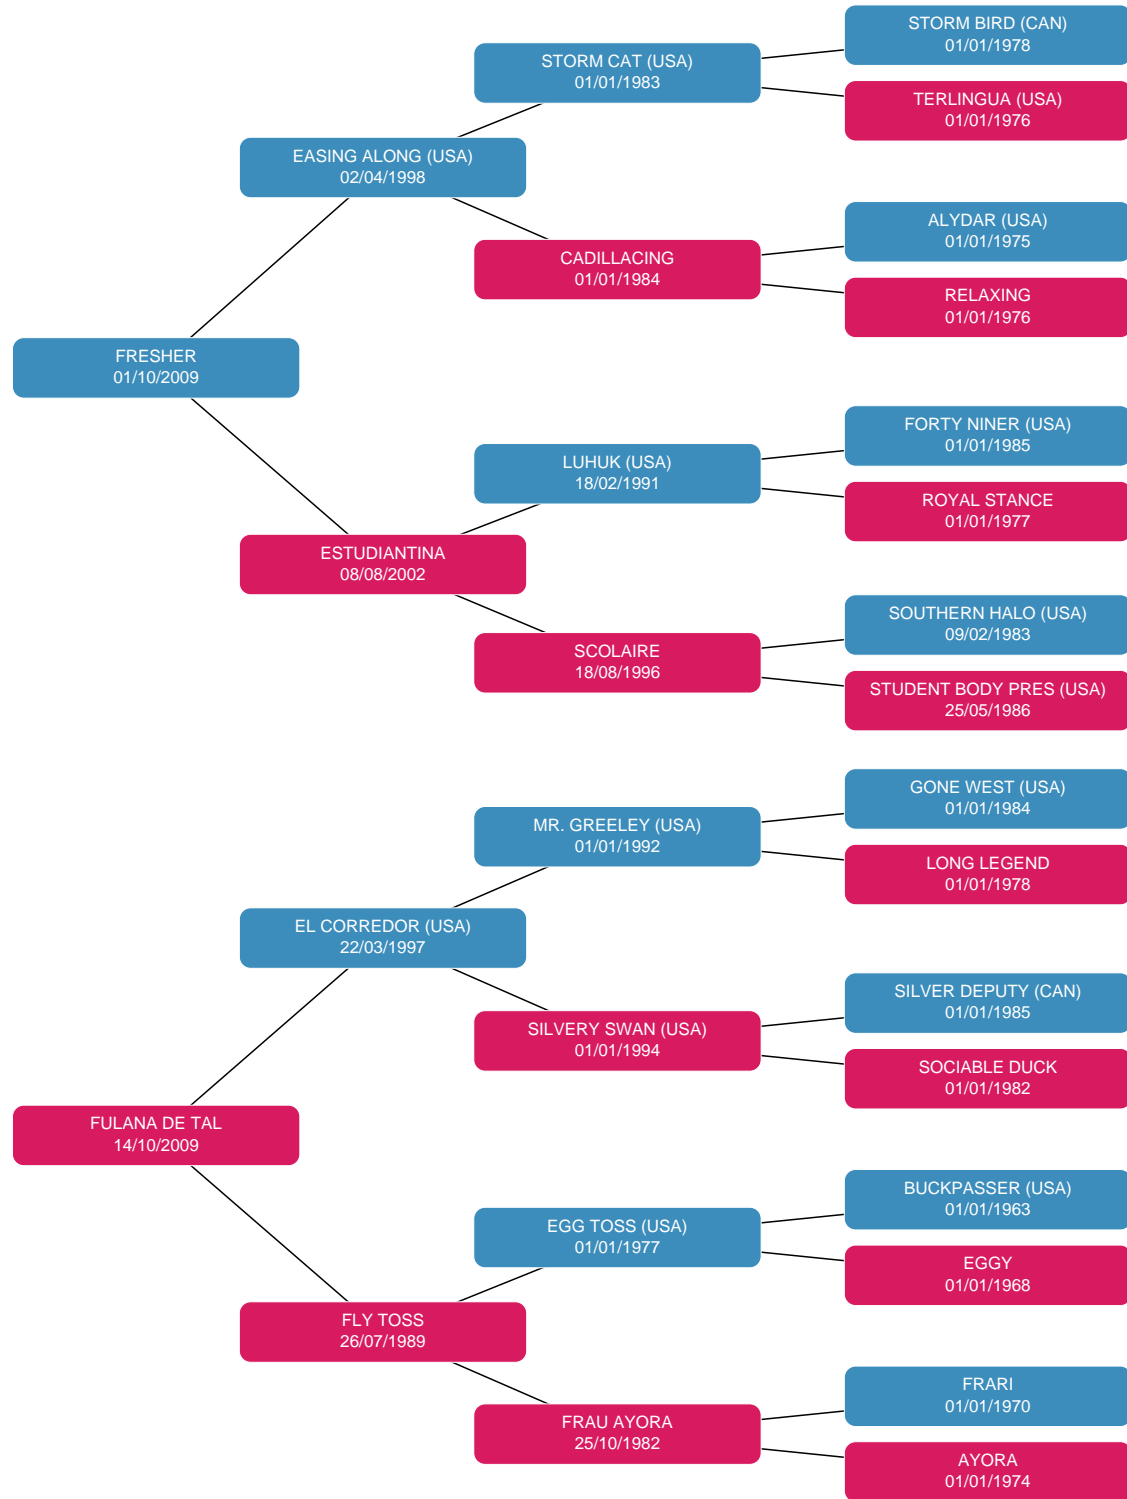 STORM BIRD (CAN)
01/01/1978
STORM CAT (USA)
01/01/1983
TERLINGUA (USA)
01/01/1976
EASING ALONG (USA)
02/04/1998
ALYDAR (USA)
01/01/1975
CADILLACING
01/01/1984
RELAXING
01/01/1976
FRESHER
01/10/2009
FORTY NINER (USA)
01/01/1985
LUHUK (USA)
18/02/1991
ROYAL STANCE
01/01/1977
ESTUDIANTINA
08/08/2002
SOUTHERN HALO (USA)
09/02/1983
SCOLAIRE
18/08/1996
STUDENT BODY PRES (USA)
25/05/1986
GONE WEST (USA)
01/01/1984
MR. GREELEY (USA)
01/01/1992
LONG LEGEND
01/01/1978
EL CORREDOR (USA)
22/03/1997
SILVER DEPUTY (CAN)
01/01/1985
SILVERY SWAN (USA)
01/01/1994
SOCIABLE DUCK
01/01/1982
FULANA DE TAL
14/10/2009
BUCKPASSER (USA)
01/01/1963
EGG TOSS (USA)
01/01/1977
EGGY
01/01/1968
FLY TOSS
26/07/1989
FRARI
01/01/1970
FRAU AYORA
25/10/1982
AYORA
01/01/1974